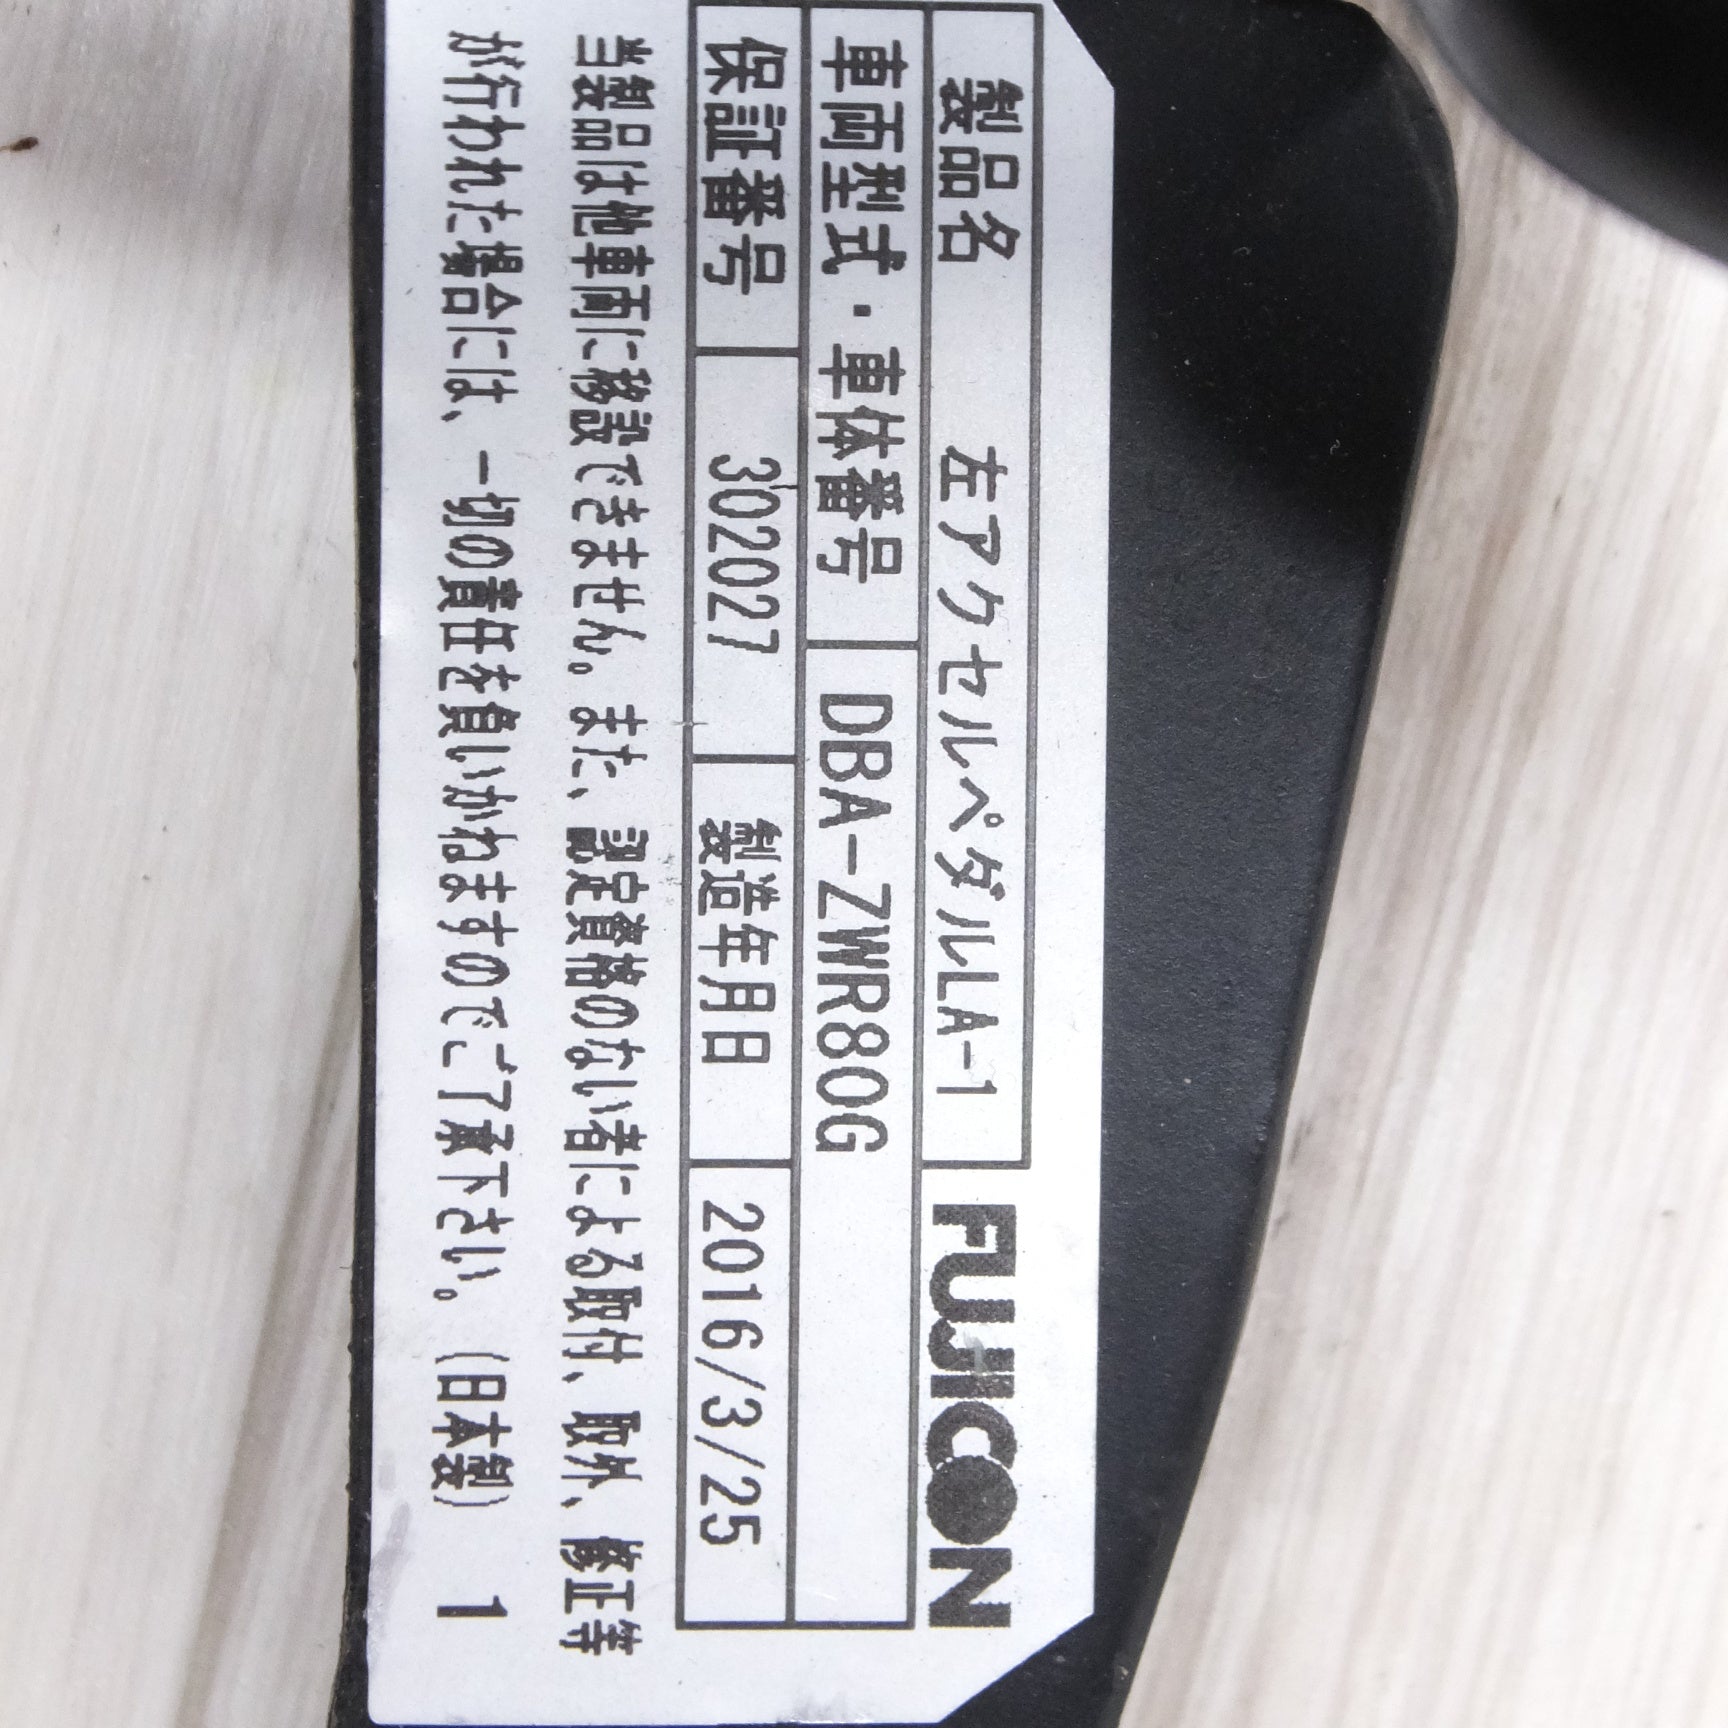 製品名 左アクセルペダルLA-1 FUJICON
車両型式・車体番号 DBA-ZWR80G
保証番号 302027 製造年月日 2016/3/25
当製品は他車両に移設できません。また、認定資格のない者による取付、取外、修正等
が行われた場合には、一切の責任を負いかねますのでご了承下さい。(日本製) 1